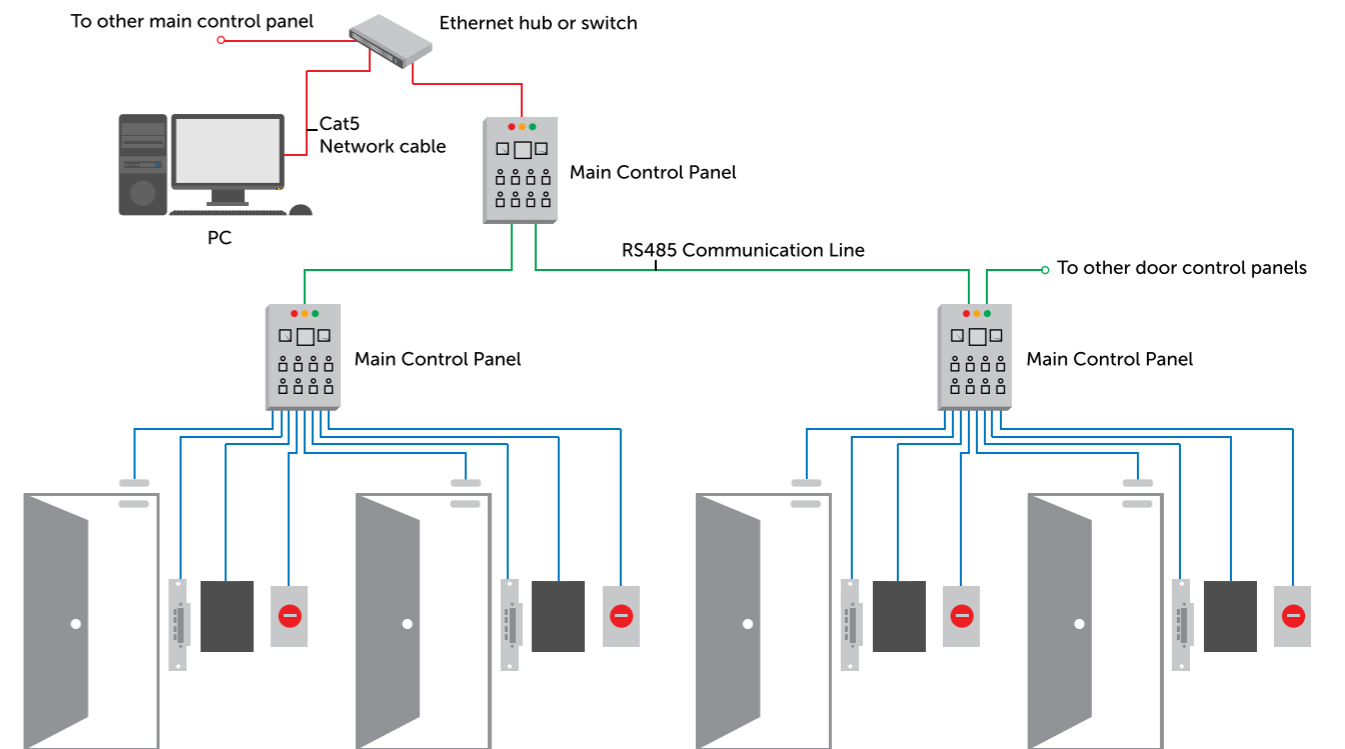 To other main control panel
Ethernet hub or switch
Cat5
Network cable
Main Control Panel
PC
RS485 Communication Line
To other door control panels
Main Control Panel
Main Control Panel